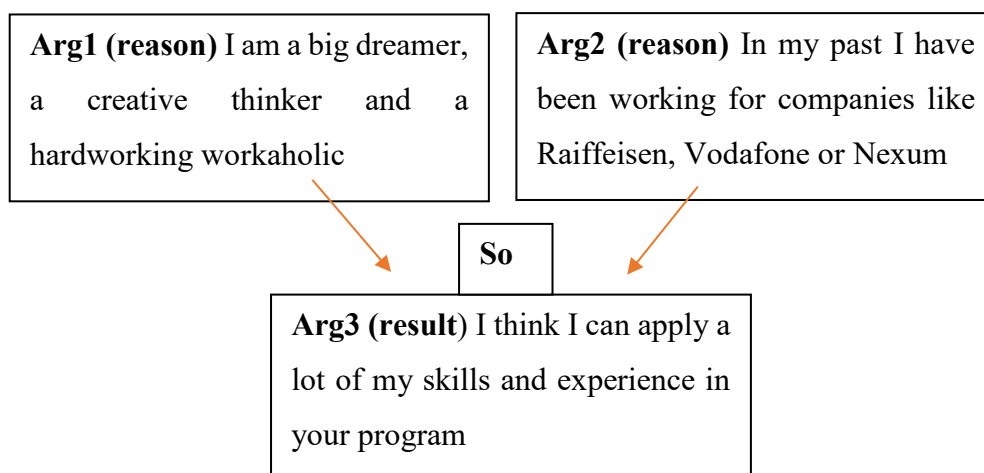 Arg1 (reason) I am a big dreamer,
a creative thinker and a
hardworking workaholic
Arg2 (reason) In my past I have
been working for companies like
Raiffeisen, Vodafone or Nexum
So
Arg3 (result) I think I can apply a
lot of my skills and experience in
your program